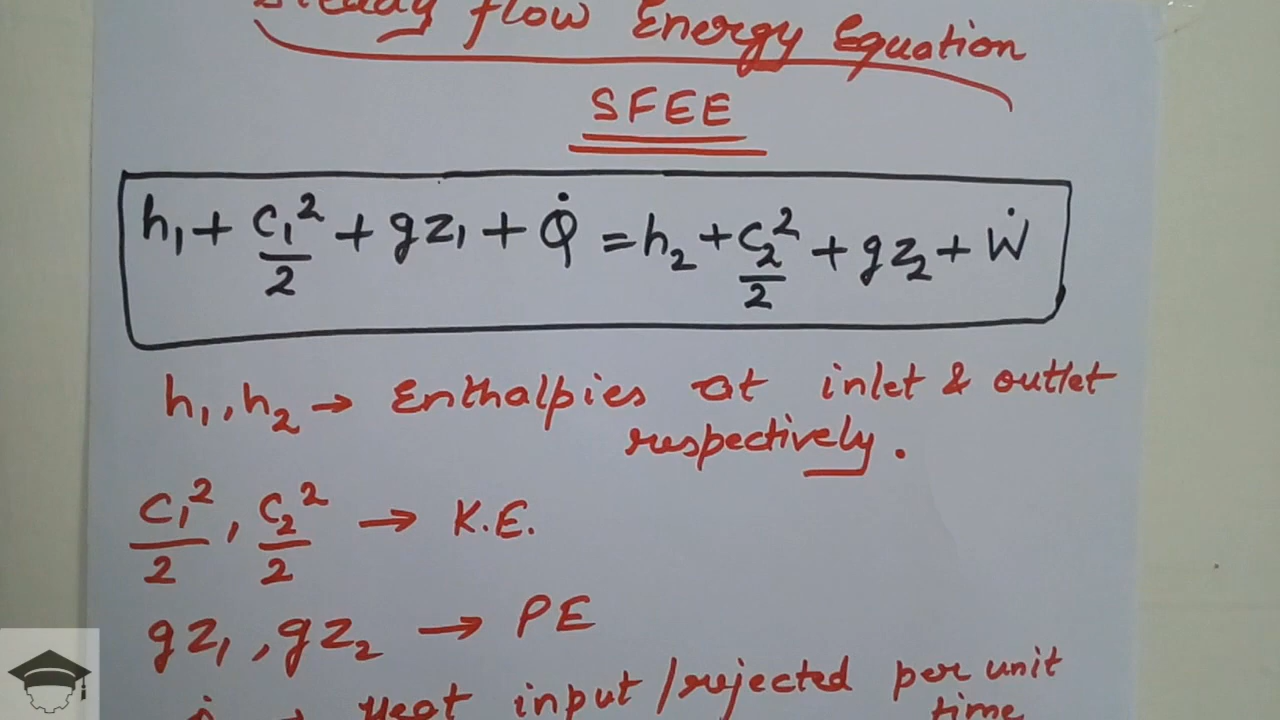 Steady flow Energy Equation
SFEE
h₁ + C₁²/2 + gz₁ + Q̇ = h₂ + C₂²/2 + gz₂ + Ẇ
h₁, h₂ → Enthalpies at inlet & outlet
respectively.
C₁²/2, C₂²/2 → K.E.
gz₁, gz₂ → PE
Heat input/rejected per unit
time